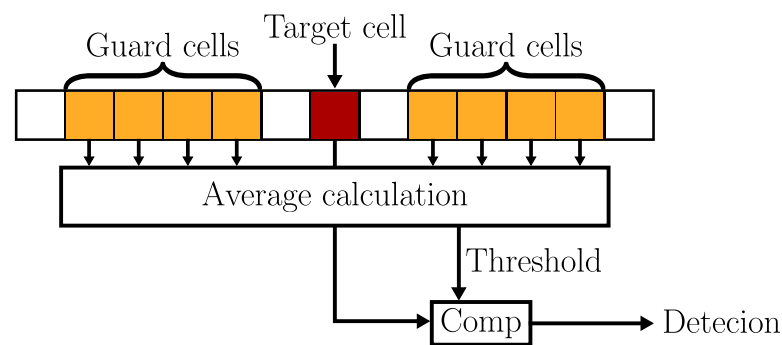 Target cell
Guard cells
Guard cells
Average calculation
Threshold
Comp
Detecion